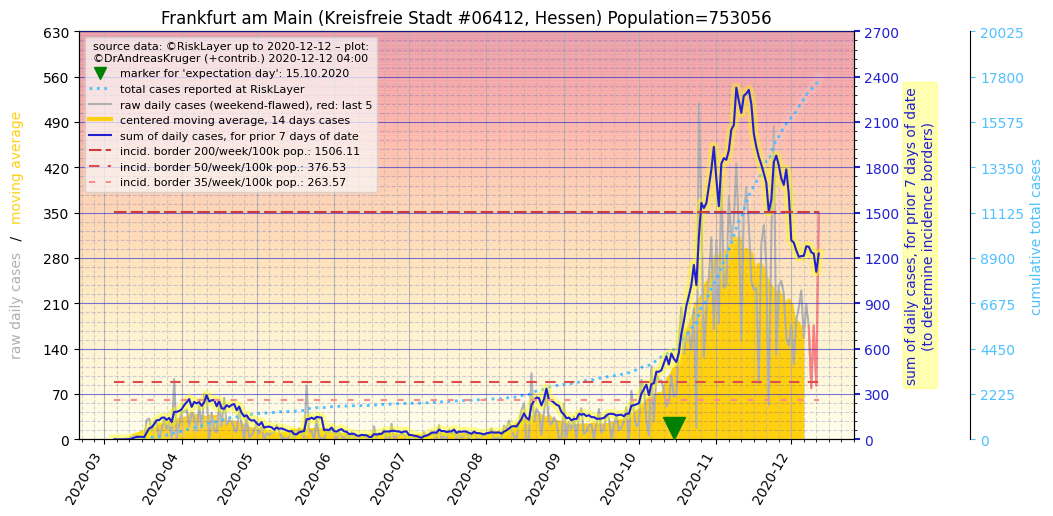 Frankfurt am Main (Kreisfreie Stadt #06412, Hessen) Population=753056
source data: ©RiskLayer up to 2020-12-12 – plot:
©DrAndreasKruger (+contrib.) 2020-12-12 04:00
marker for 'expectation day': 15.10.2020
total cases reported at RiskLayer
raw daily cases (weekend-flawed), red: last 5
centered moving average, 14 days cases
sum of daily cases, for prior 7 days of date
incid. border 200/week/100k pop.: 1506.11
incid. border 50/week/100k pop.: 376.53
incid. border 35/week/100k pop.: 263.57
raw daily cases / moving average
630
560
490
420
350
280
210
140
70
0
2020-03
2020-04
2020-05
2020-06
2020-07
2020-08
2020-09
2020-10
2020-11
2020-12
2700
2400
2100
1800
1500
1200
900
600
300
0
sum of daily cases, for prior 7 days of date
(to determine incidence borders)
20025
17800
15575
13350
11125
8900
6675
4450
2225
0
cumulative total cases